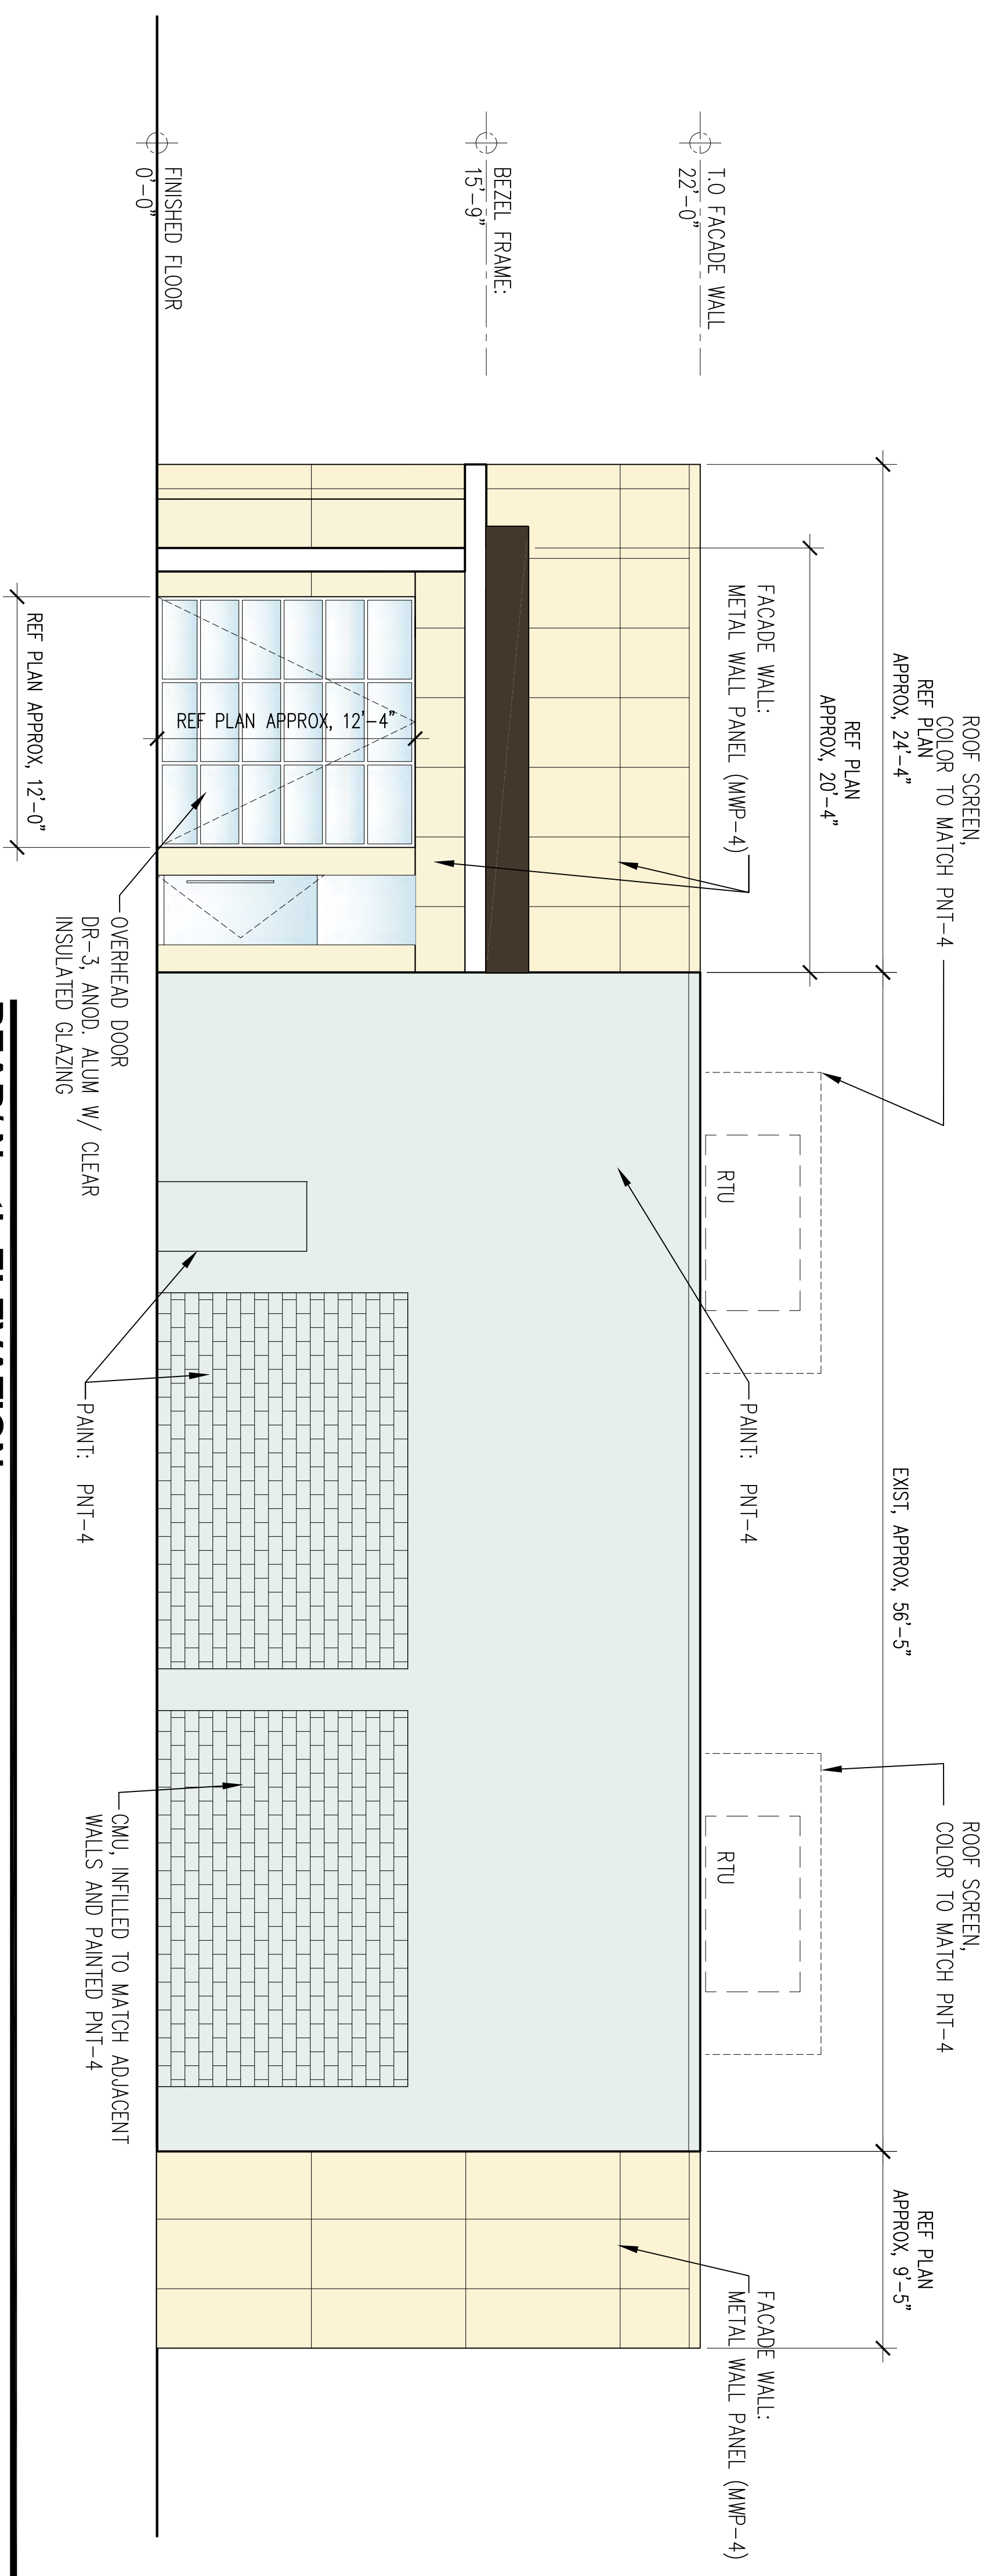 ROOF SCREEN,
COLOR TO MATCH PNT-4
REF PLAN
APPROX, 24'-4"
REF PLAN
APPROX, 20'-4"
FACADE WALL:
METAL WALL PANEL (MWP-4)
T.O FACADE WALL
22'-0"
BEZEL FRAME:
15'-9"
FINISHED FLOOR
0'-0"
REF PLAN APPROX, 12'-4"
REF PLAN APPROX, 12'-0"
OVERHEAD DOOR
DR-3, ANOD. ALUM W/ CLEAR
INSULATED GLAZING
RTU
EXIST, APPROX, 56'-5"
PAINT: PNT-4
PAINT: PNT-4
ROOF SCREEN,
COLOR TO MATCH PNT-4
RTU
CMU, INFILLED TO MATCH ADJACENT
WALLS AND PAINTED PNT-4
REF PLAN
APPROX, 9'-5"
FACADE WALL:
METAL WALL PANEL (MWP-4)
ELEVATION